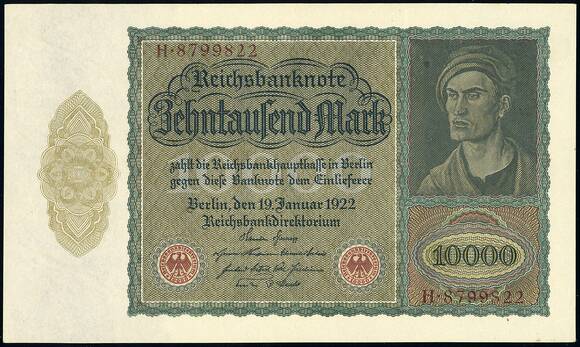 H·8799822
Reichsbanknote
Zehntausend Mark
zahlt die Reichsbankhauptkasse in Berlin
gegen diese Banknote dem Einlieferer
Berlin, den 19. Januar 1922
Reichsbankdirektorium
10000
H·8799822